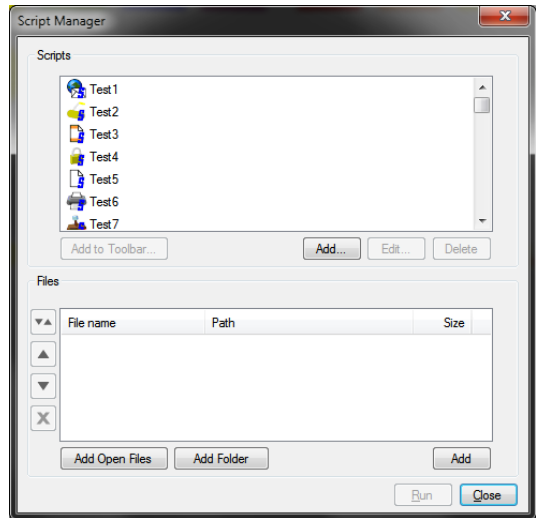 Script Manager
Scripts
Test1
Test2
Test3
Test4
Test5
Test6
Test7
Add to Toolbar... Add... Edit... Delete
Files
File name Path Size
Add Open Files Add Folder Add
Run Close